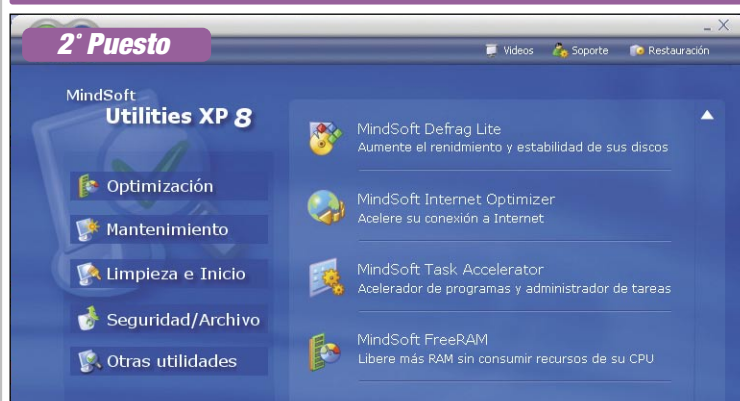 2° Puesto
Videos Soporte Restauración
MindSoft
Utilities XP 8
Optimización
Mantenimiento
Limpieza e Inicio
Seguridad/Archivo
Otras utilidades
MindSoft Defrag Lite
Aumente el renidmiento y estabilidad de sus discos
MindSoft Internet Optimizer
Acelere su conexión a Internet
MindSoft Task Accelerator
Acelerador de programas y administrador de tareas
MindSoft FreeRAM
Libere más RAM sin consumir recursos de su CPU